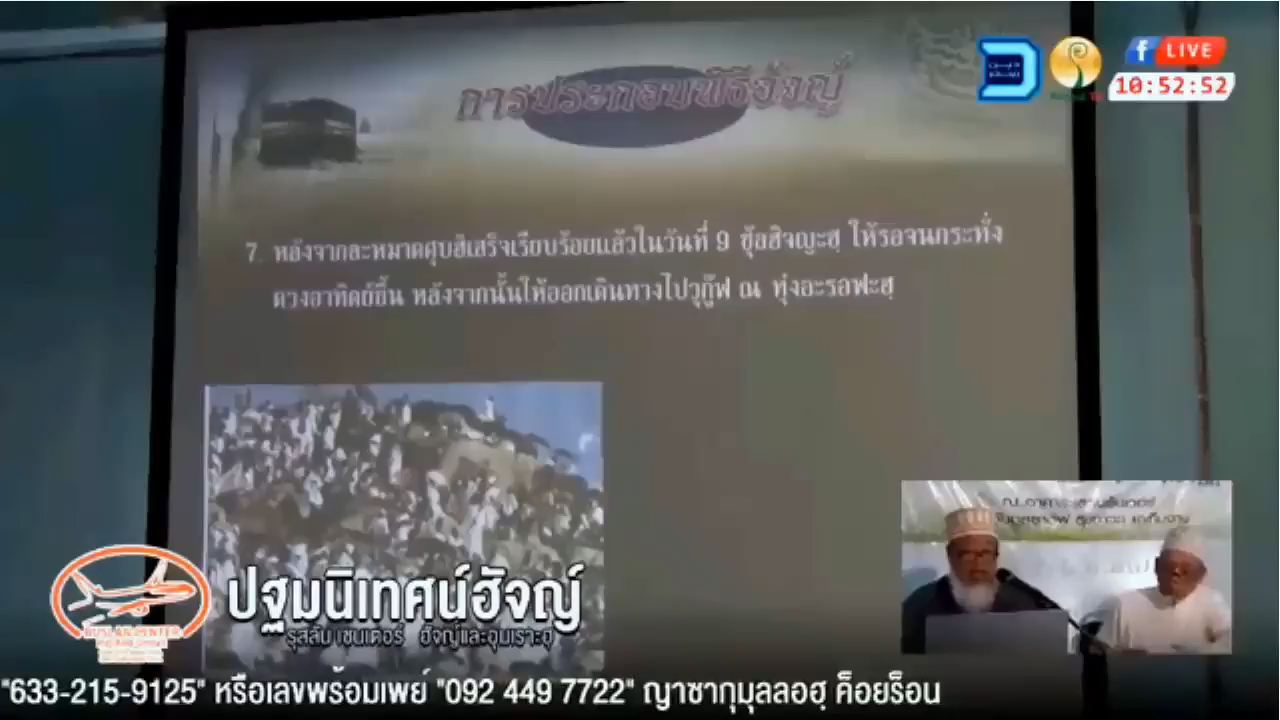 การประกอบพิธีฮัจญ์
f LIVE
10:52:52
7. หลังจากละหมาดศุบฮิเสร็จเรียบร้อยแล้วในวันที่ 9 ซุ้ลฮิจญะฮฺ ให้รอจนกระทั่ง
ดวงอาทิตย์ขึ้น หลังจากนั้นให้ออกเดินทางไปวุกู๊ฟ ณ ทุ่งอะรอฟะฮฺ
ปฐมนิเทศน์ฮัจญ์
รุสลัน เซนเตอร์ ฮัจญ์และอุมเราะฮฺ
"633-215-9125" หรือเลขพร้อมเพย์ "092 449 7722" ญาซากุมุลลอฮุ ค็อยร็อน